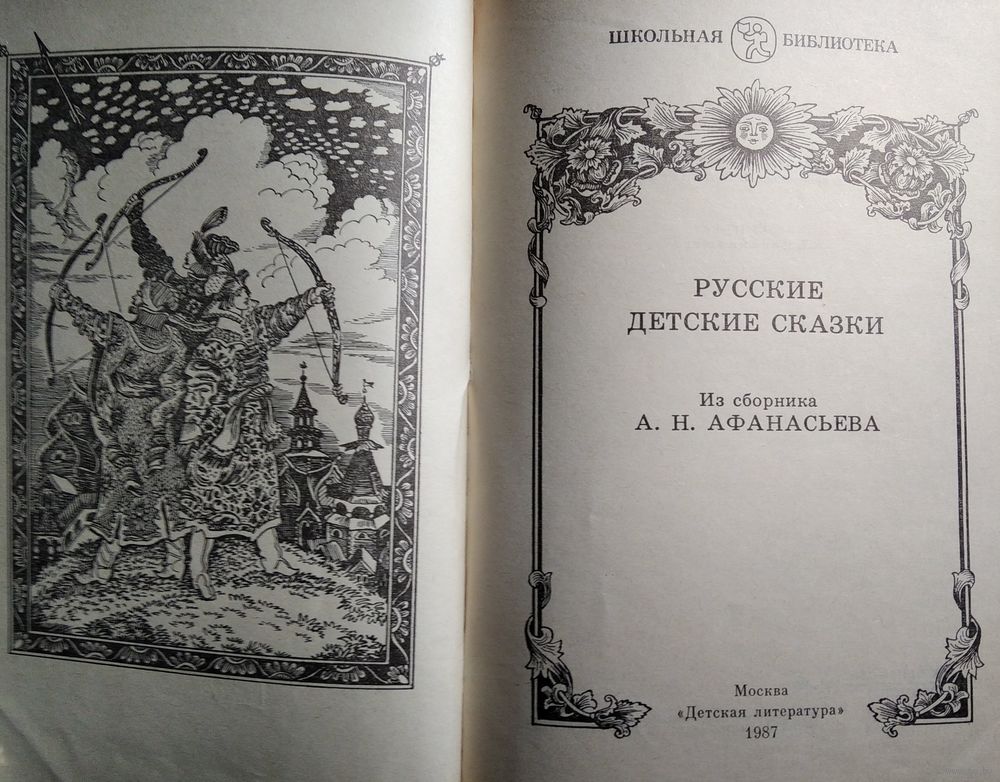 ШКОЛЬНАЯ БИБЛИОТЕКА
РУССКИЕ
ДЕТСКИЕ СКАЗКИ
Из сборника
А. Н. АФАНАСЬЕВА
Москва
«Детская литература»
1987